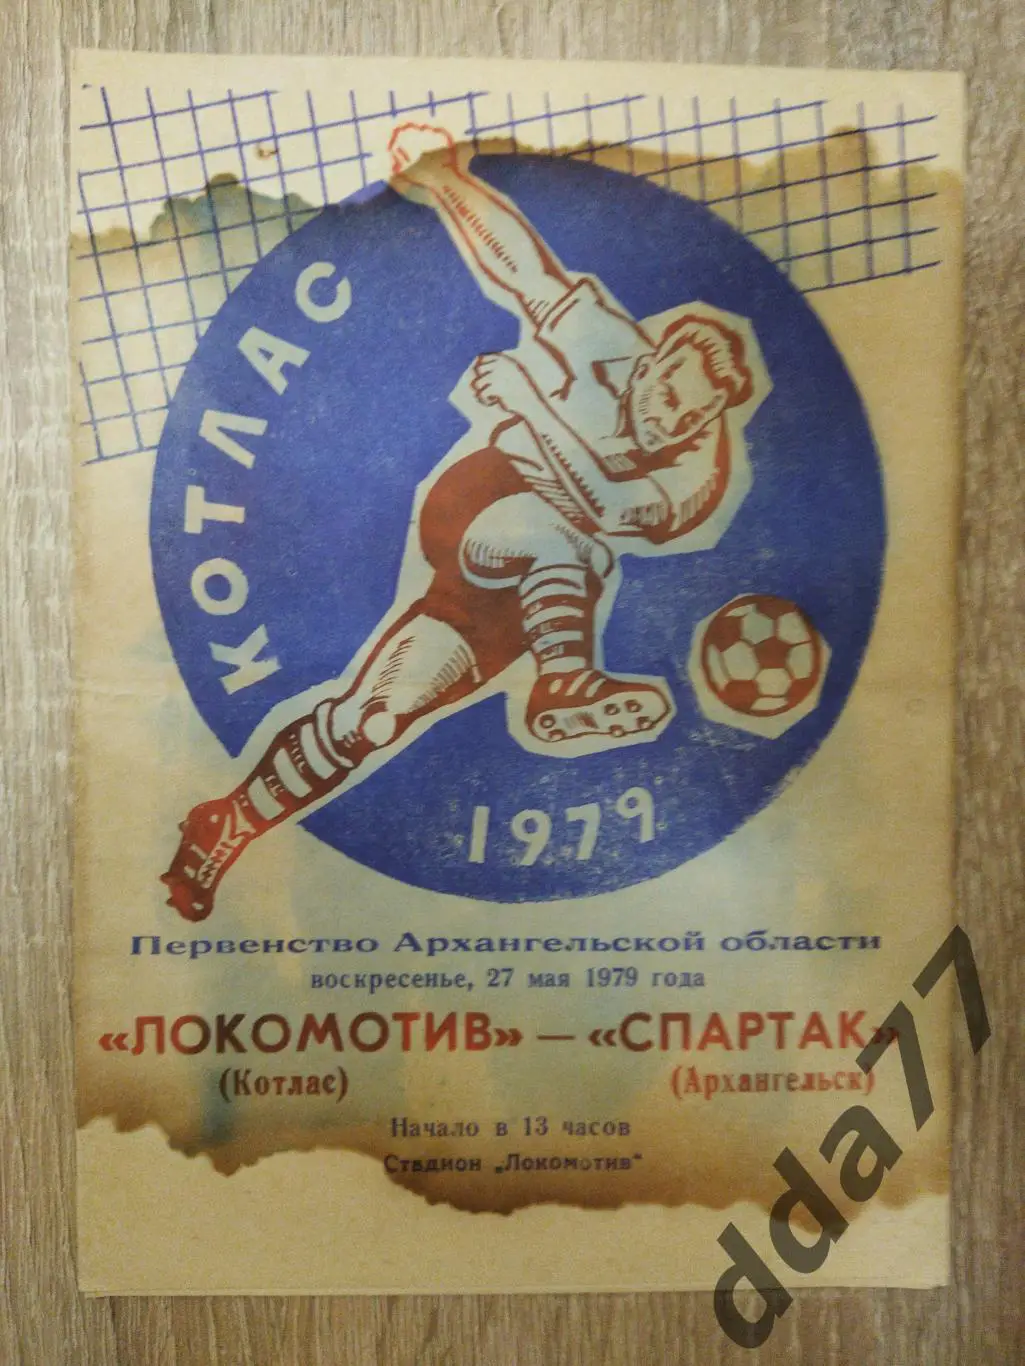 КОТЛАС
1979
Первенство Архангельской области
воскресенье, 27 мая 1979 года
«ЛОКОМОТИВ» — «СПАРТАК»
(Котлас) (Архангельск)
Начало в 13 часов
Стадион „Локомотив“
dda77